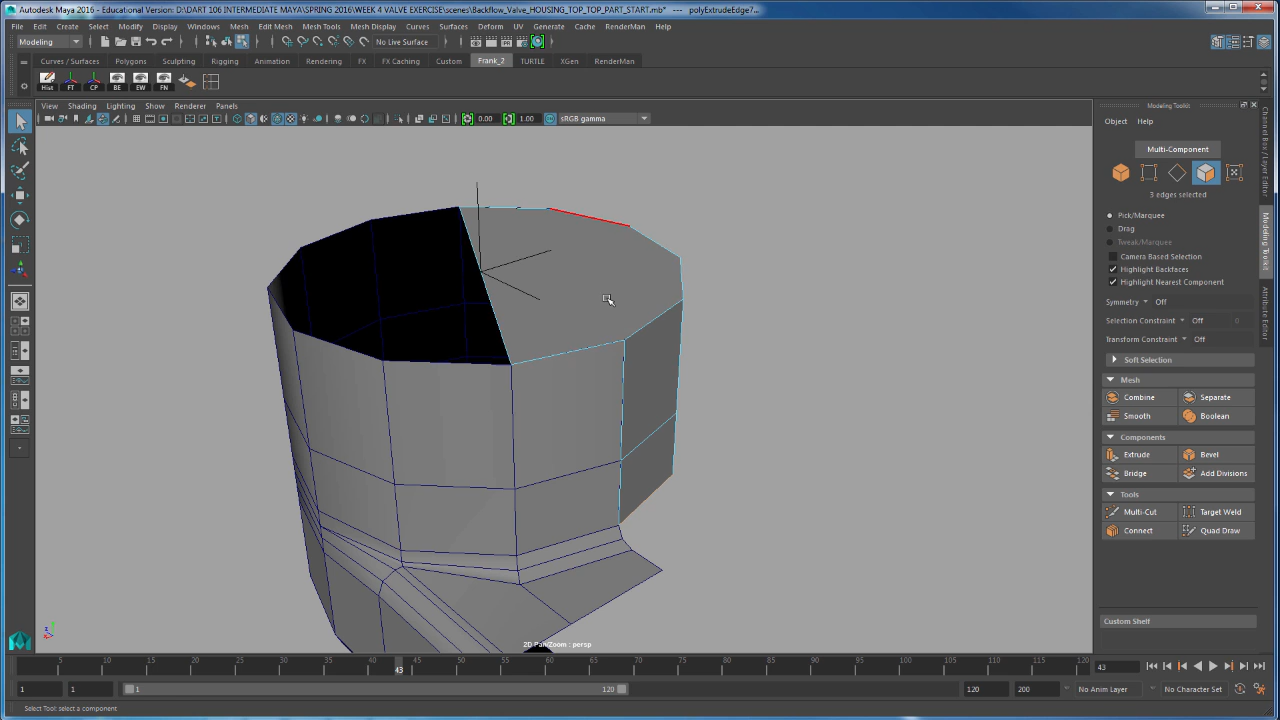 Autodesk Maya 2016 - Educational Version: D:\DART 106 INTERMEDIATE MAYA\SPRING 2016\WEEK 4 VALVE EXERCISE\scenes\Backflow_Valve_HOUSING_TOP_TOP_PART_START.mb* --- polyExtrudeEdge7...
File Edit Create Select Modify Display Windows Mesh Edit Mesh Mesh Tools Mesh Display Curves Surfaces Deform UV Generate Cache RenderMan Help
Modeling No Live Surface
Curves / Surfaces Polygons Sculpting Rigging Animation Rendering FX FX Caching Custom Frank_2 TURTLE XGen RenderMan
Hist FT CP BE EW FN
View Shading Lighting Show Renderer Panels
0.00 1.00 sRGB gamma
2D Pan/Zoom : persp
Modeling Toolkit
Object Help
Multi-Component
3 edges selected
Pick/Marquee
Drag
Tweak/Marquee
Camera Based Selection
Highlight Backfaces
Highlight Nearest Component
Symmetry Off
Selection Constraint Off 0
Transform Constraint Off
Soft Selection
Mesh
Combine Separate
Smooth Boolean
Components
Extrude Bevel
Bridge Add Divisions
Tools
Multi-Cut Target Weld
Connect Quad Draw
Custom Shelf
Channel Box / Layer Editor
Modeling Toolkit
Attribute Editor
5 10 15 20 25 30 35 40 43 45 50 55 60 65 70 75 80 85 90 95 100 105 110 115 120 43
1 1 1 120 120 200 No Anim Layer No Character Set
Select Tool: select a component